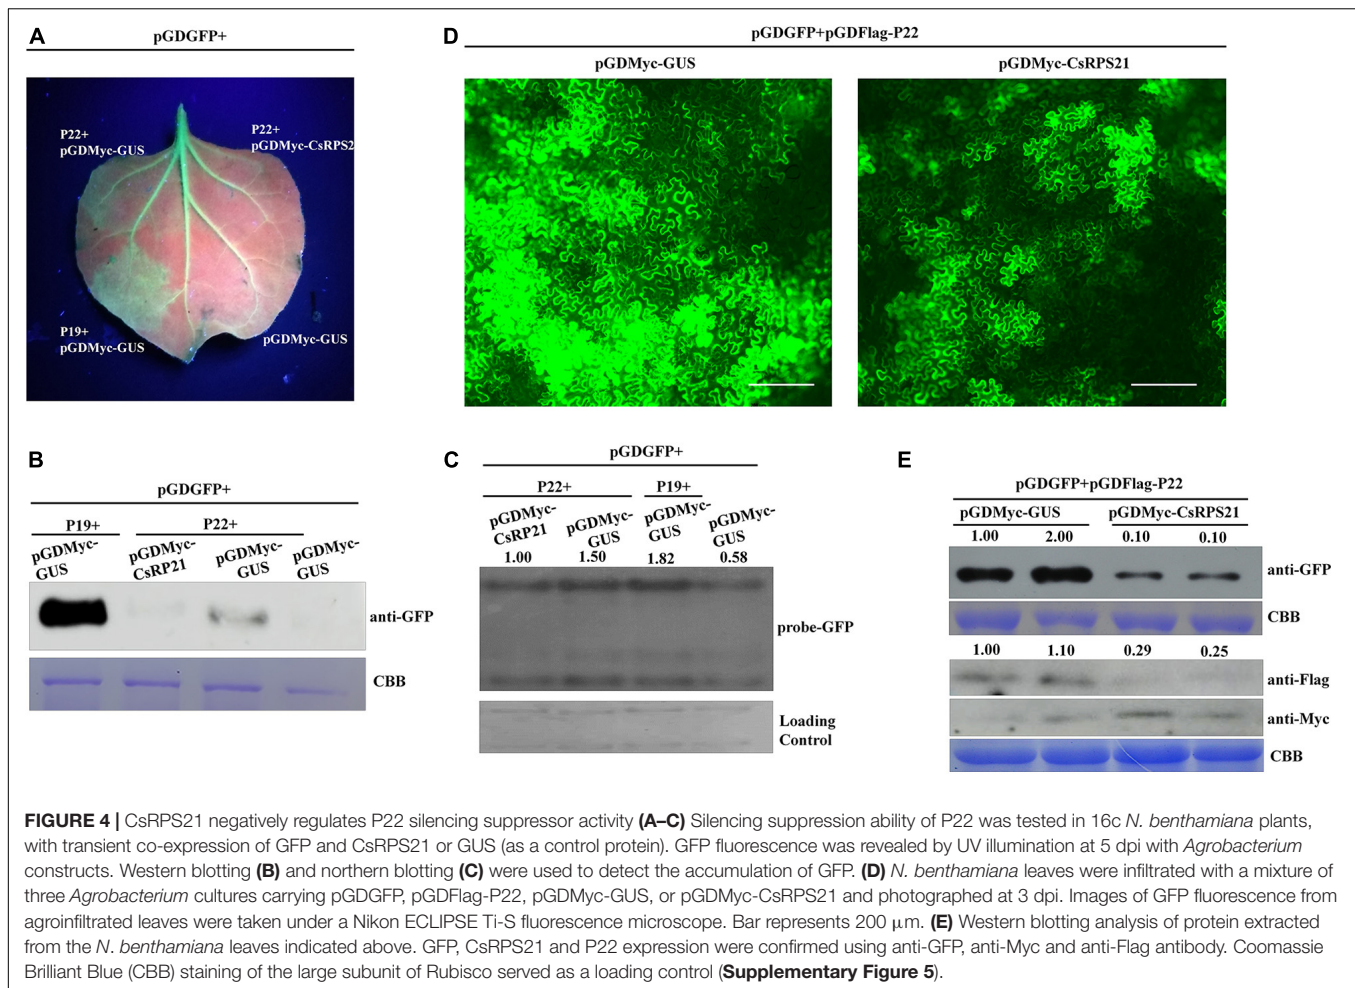 A
pGDGFP+
P22+
pGDMyc-GUS
P22+
pGDMyc-CsRPS2
P19+
pGDMyc-GUS
pGDMyc-GUS
D
pGDGFP+pGDFlag-P22
pGDMyc-GUS
pGDMyc-CsRPS21
B
pGDGFP+
P19+
P22+
pGDMyc-
GUS
pGDMyc-
CsRP21
pGDMyc-
GUS
pGDMyc-
GUS
anti-GFP
CBB
C
pGDGFP+
P22+
P19+
pGDMyc-
CsRP21
pGDMyc-
GUS
pGDMyc-
GUS
pGDMyc-
GUS
1.00 1.50 1.82 0.58
probe-GFP
Loading
Control
E
pGDGFP+pGDFlag-P22
pGDMyc-GUS pGDMyc-CsRPS21
1.00 2.00 0.10 0.10
anti-GFP
CBB
1.00 1.10 0.29 0.25
anti-Flag
anti-Myc
CBB
FIGURE 4 | CsRPS21 negatively regulates P22 silencing suppressor activity (A–C) Silencing suppression ability of P22 was tested in 16c N. benthamiana plants,
with transient co-expression of GFP and CsRPS21 or GUS (as a control protein). GFP fluorescence was revealed by UV illumination at 5 dpi with Agrobacterium
constructs. Western blotting (B) and northern blotting (C) were used to detect the accumulation of GFP. (D) N. benthamiana leaves were infiltrated with a mixture of
three Agrobacterium cultures carrying pGDGFP, pGDFlag-P22, pGDMyc-GUS, or pGDMyc-CsRPS21 and photographed at 3 dpi. Images of GFP fluorescence from
agroinfiltrated leaves were taken under a Nikon ECLIPSE Ti-S fluorescence microscope. Bar represents 200 μm. (E) Western blotting analysis of protein extracted
from the N. benthamiana leaves indicated above. GFP, CsRPS21 and P22 expression were confirmed using anti-GFP, anti-Myc and anti-Flag antibody. Coomassie
Brilliant Blue (CBB) staining of the large subunit of Rubisco served as a loading control (Supplementary Figure 5).